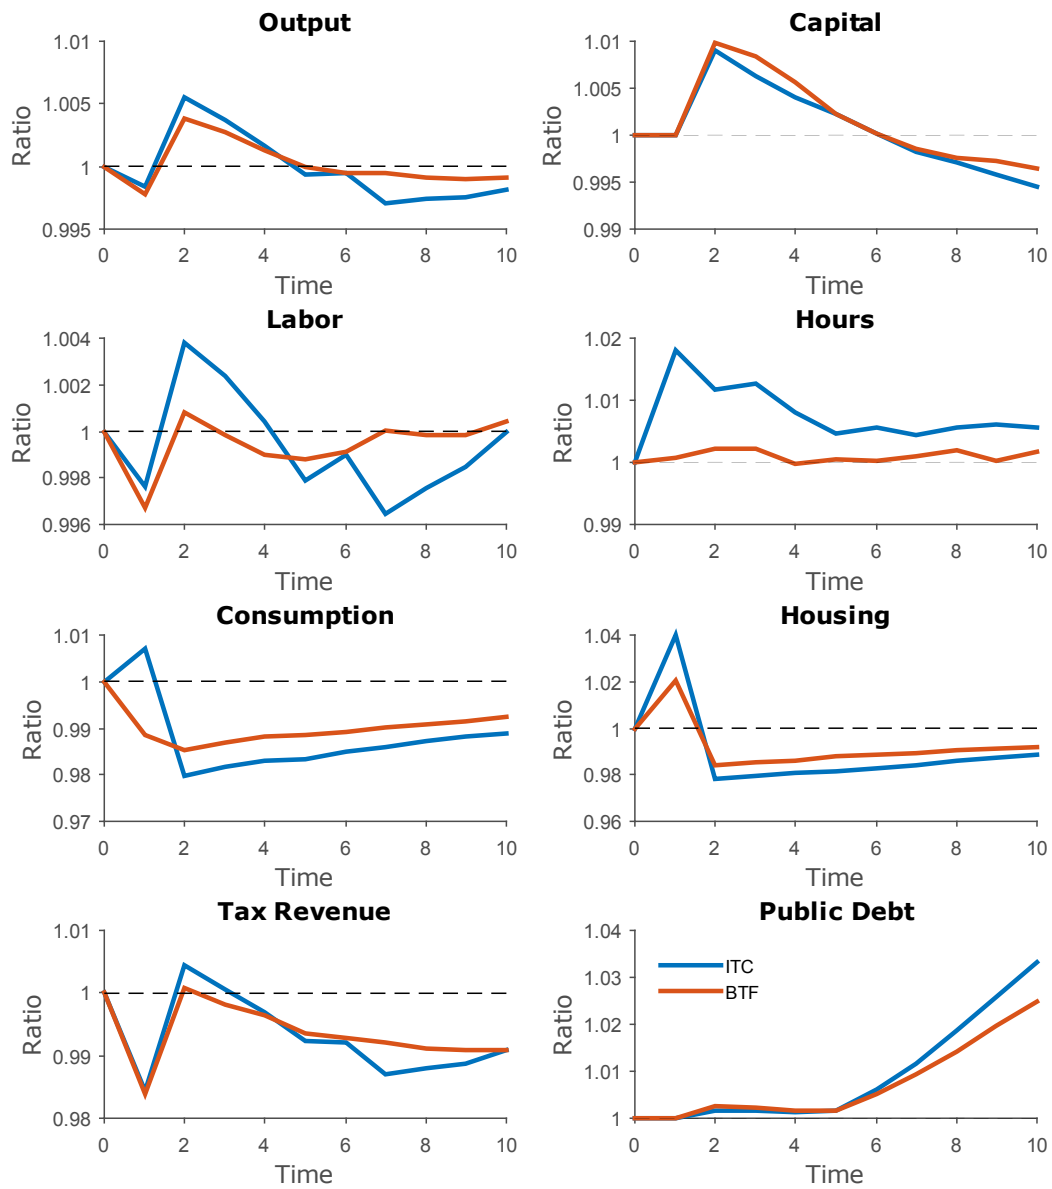 Output
Ratio
1.01
1.005
1
0.995
0 2 4 6 8 10
Time
Capital
Ratio
1.01
1.005
1
0.995
0.99
0 2 4 6 8 10
Time
Labor
Ratio
1.004
1.002
1
0.998
0.996
0 2 4 6 8 10
Time
Hours
Ratio
1.02
1.01
1
0.99
0 2 4 6 8 10
Time
Consumption
Ratio
1.01
1
0.99
0.98
0.97
0 2 4 6 8 10
Time
Housing
Ratio
1.04
1.02
1
0.98
0.96
0 2 4 6 8 10
Time
Tax Revenue
Ratio
1.01
1
0.99
0.98
0 2 4 6 8 10
Time
Public Debt
Ratio
1.04
1.03
1.02
1.01
1
ITC
BTF
0 2 4 6 8 10
Time